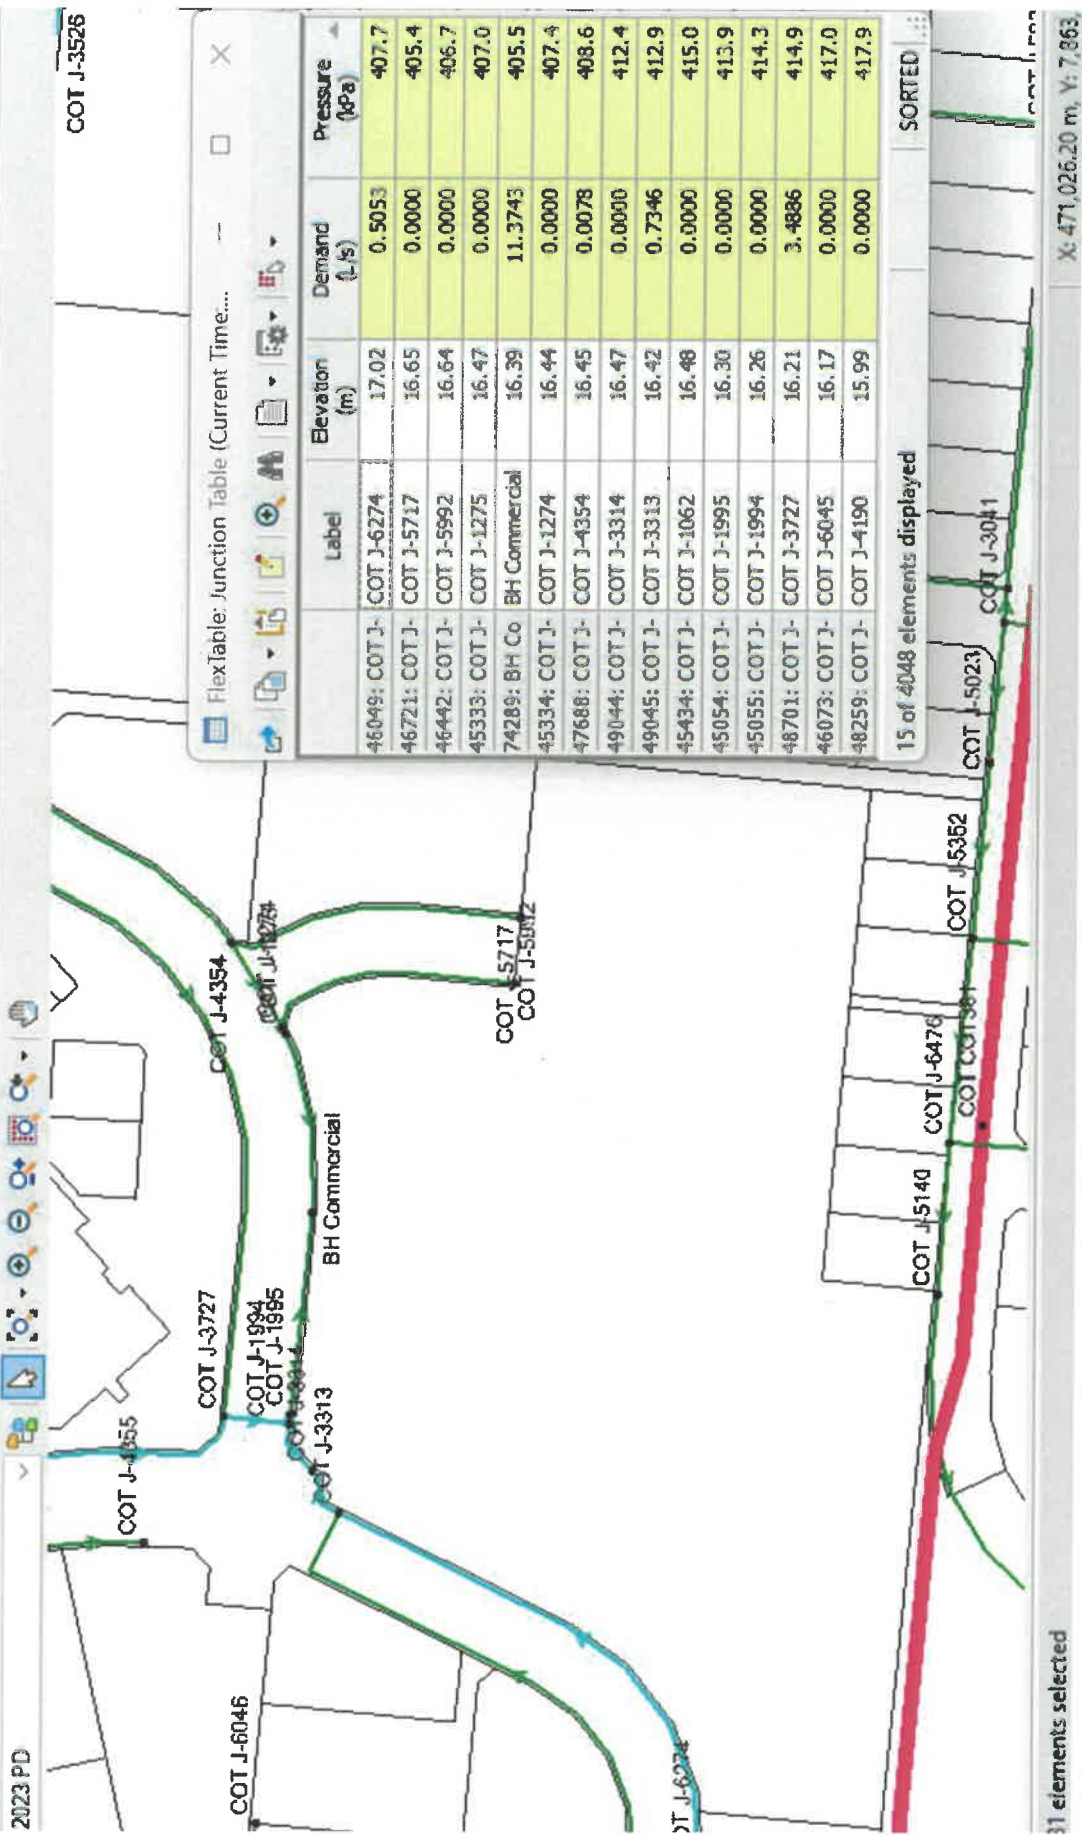 2023 PD
COT J-3526
COT J-6046
COT J-4355
COT J-3727
COT J-4354
COT J-1994
COT J-1995
J-3313
BH Commercial
COT
5717
COT
FlexTable: Junction Table (Current Time:...
Label Elevation (m) Demand (L/s) Pressure (kPa)
46049: COT J- COT J-6274 17.02 0.5053 407.7
46721: COT J- COT J-5717 16.65 0.0000 405.4
46442: COT J- COT J-5992 16.64 0.0000 406.7
45333: COT J- COT J-1275 16.47 0.0000 407.0
74289: BH Co BH Commercial 16.39 11.3743 405.5
45334: COT J- COT J-1274 16.44 0.0000 407.4
47688: COT J- COT J-4354 16.45 0.0078 408.6
49044: COT J- COT J-3314 16.47 0.0000 412.4
49045: COT J- COT J-3313 16.42 0.7346 412.9
45434: COT J- COT J-1062 16.48 0.0000 415.0
45054: COT J- COT J-1995 16.30 0.0000 413.9
45055: COT J- COT J-1994 16.26 0.0000 414.3
48701: COT J- COT J-3727 16.21 3.4886 414.9
46073: COT J- COT J-6045 16.17 0.0000 417.0
48259: COT J- COT J-4190 15.99 0.0000 417.9
15 of 4048 elements displayed SORTED
COT J-5140
COT J-6476
COT J-5352
COT J-5023
COT J-3041
31 elements selected
X: 471,026.20 m, Y: 7,863,